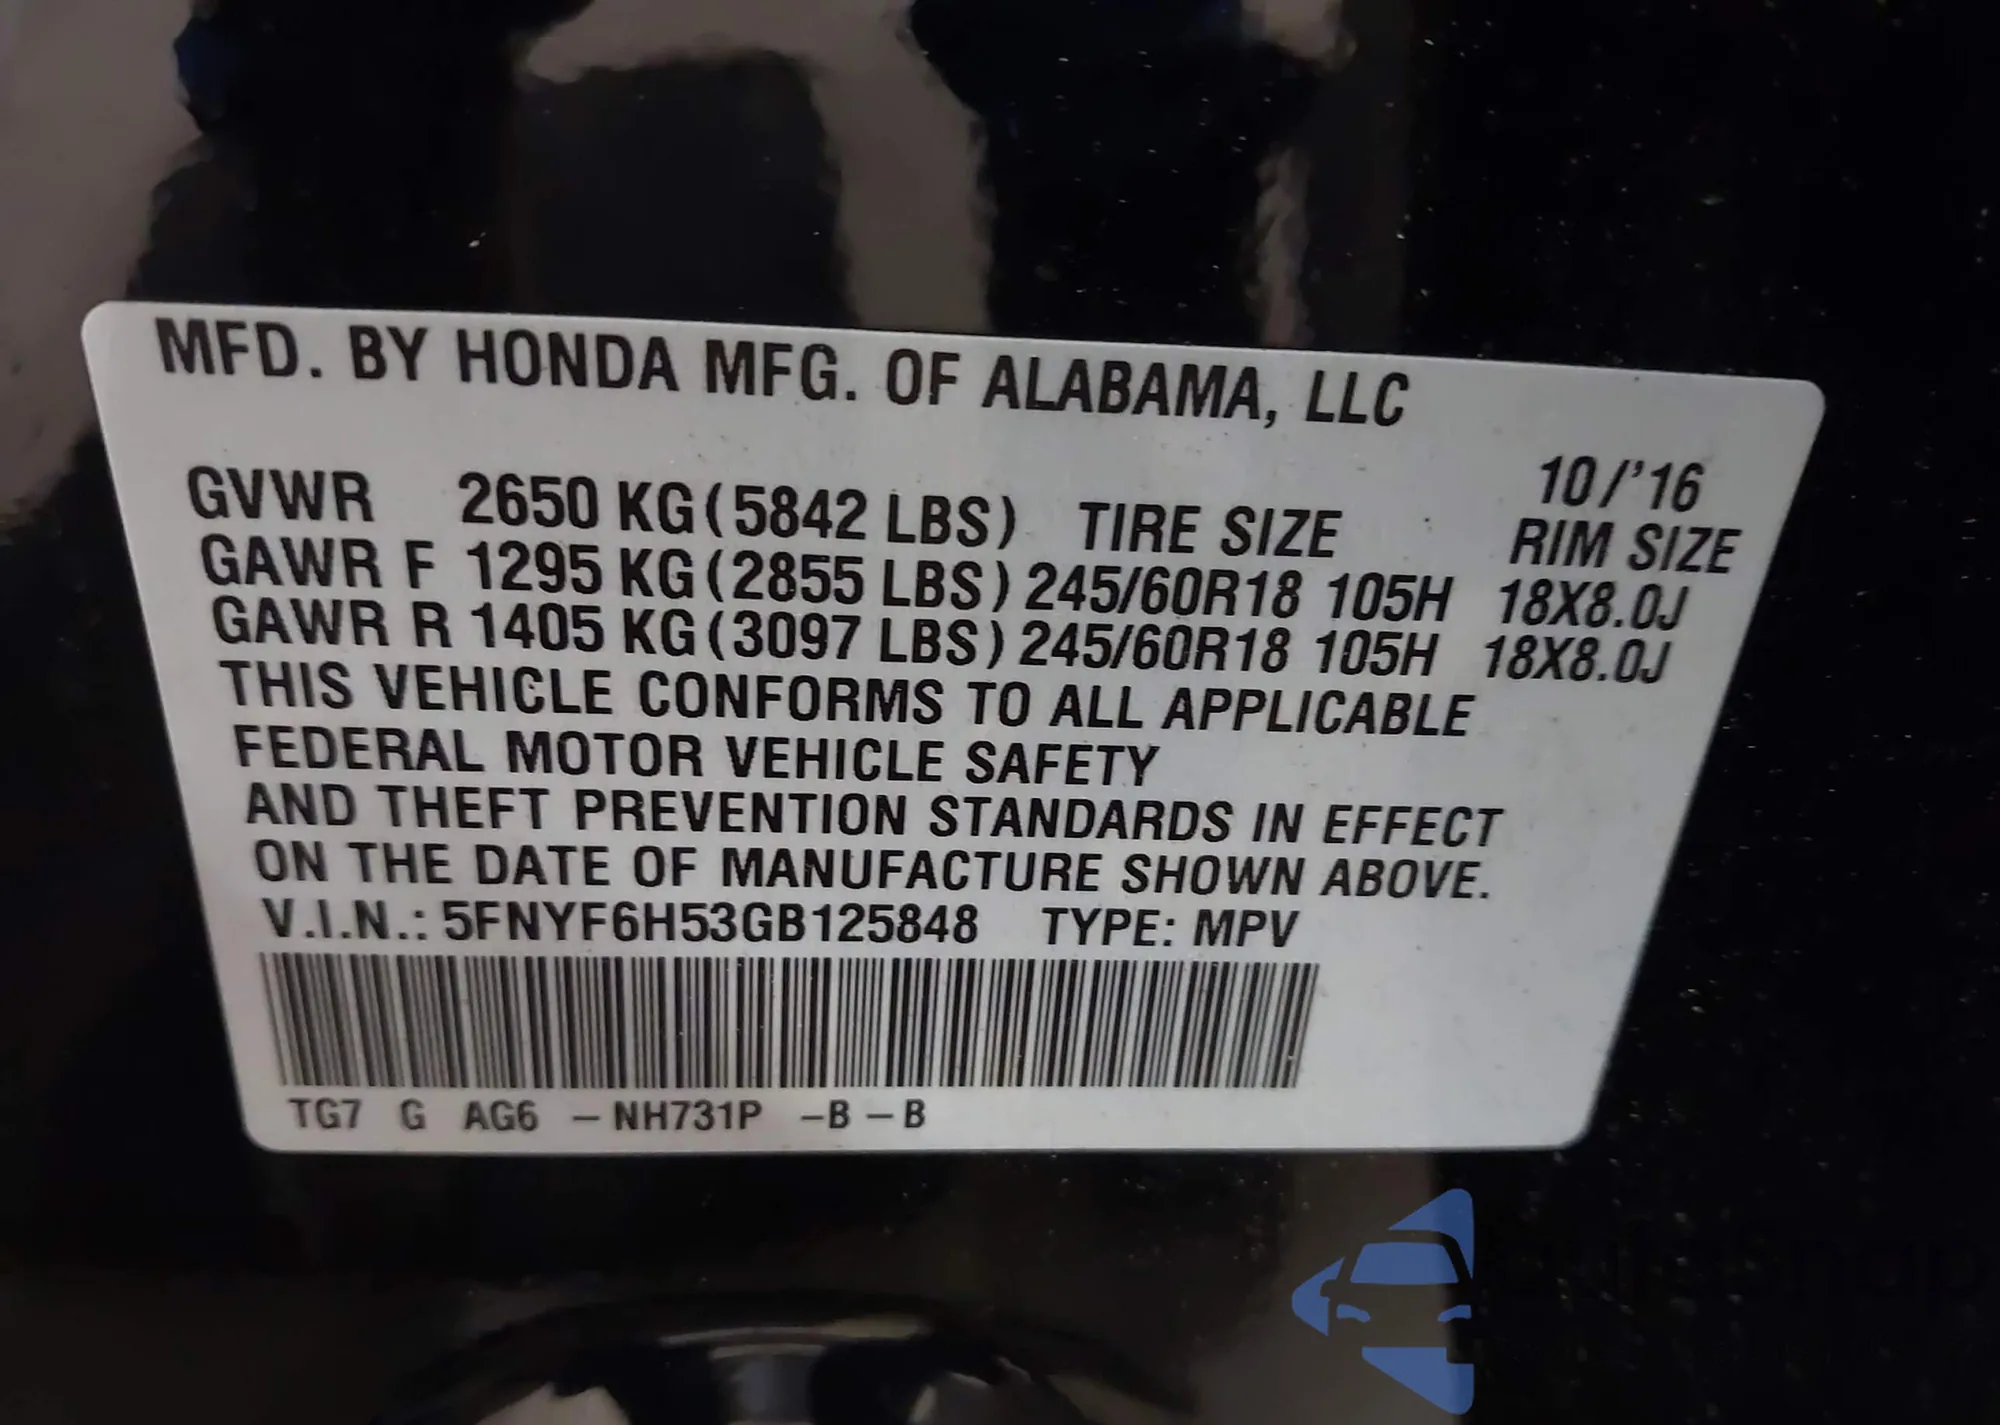 MFD. BY HONDA MFG. OF ALABAMA, LLC
10/'16
GVWR 2650 KG (5842 LBS) TIRE SIZE RIM SIZE
GAWR F 1295 KG (2855 LBS) 245/60R18 105H 18X8.0J
GAWR R 1405 KG (3097 LBS) 245/60R18 105H 18X8.0J
THIS VEHICLE CONFORMS TO ALL APPLICABLE
FEDERAL MOTOR VEHICLE SAFETY
AND THEFT PREVENTION STANDARDS IN EFFECT
ON THE DATE OF MANUFACTURE SHOWN ABOVE.
V.I.N.: 5FNYF6H53GB125848 TYPE: MPV
TG7 G AG6 – NH731P –B – B